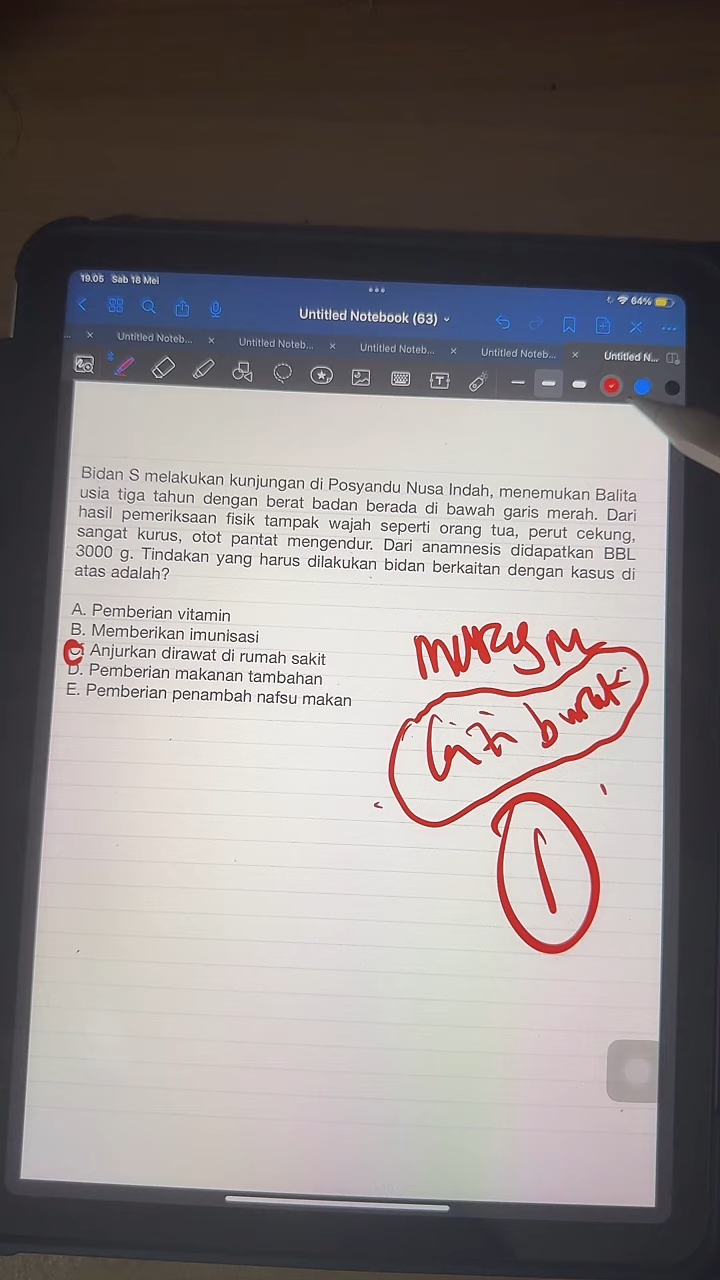 19.05 Sab 18 Mei
64%
Untitled Notebook (63)
Untitled Noteb...
Untitled Noteb...
Untitled Noteb...
Untitled Noteb...
Untitled N...
Bidan S melakukan kunjungan di Posyandu Nusa Indah, menemukan Balita
usia tiga tahun dengan berat badan berada di bawah garis merah. Dari
hasil pemeriksaan fisik tampak wajah seperti orang tua, perut cekung,
sangat kurus, otot pantat mengendur. Dari anamnesis didapatkan BBL
3000 g. Tindakan yang harus dilakukan bidan berkaitan dengan kasus di
atas adalah?
A. Pemberian vitamin
B. Memberikan imunisasi
C. Anjurkan dirawat di rumah sakit
D. Pemberian makanan tambahan
E. Pemberian penambah nafsu makan
Gizi buruk